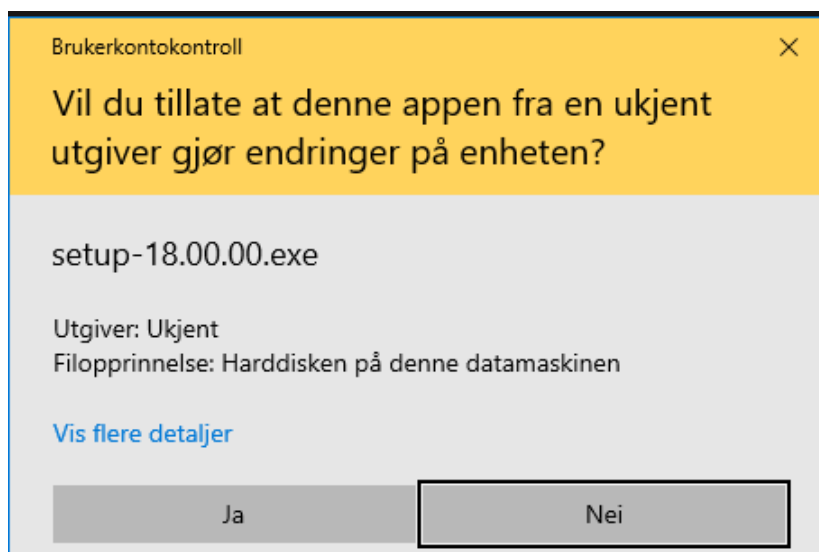 Brukerkontokontroll
Vil du tillate at denne appen fra en ukjent
utgiver gjør endringer på enheten?
setup-18.00.00.exe
Utgiver: Ukjent
Filopprinnelse: Harddisken på denne datamaskinen
Vis flere detaljer
Ja
Nei